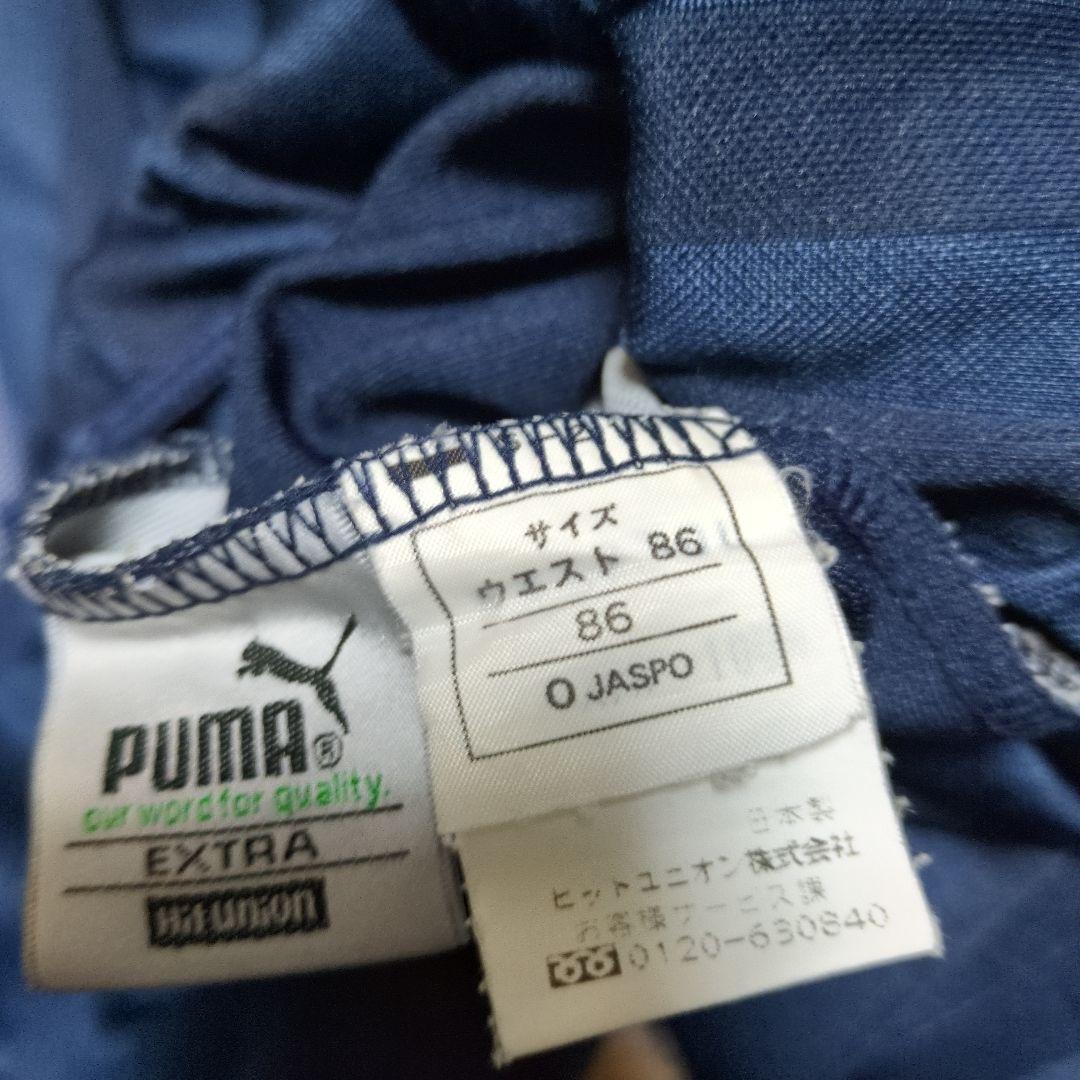 PUMA®
our word for quality.
EXTRA
Hit union
サイズ
ウエスト 86
86
O JASPO
日本製
ヒットユニオン株式会社
お客様サービス課
0120-630840